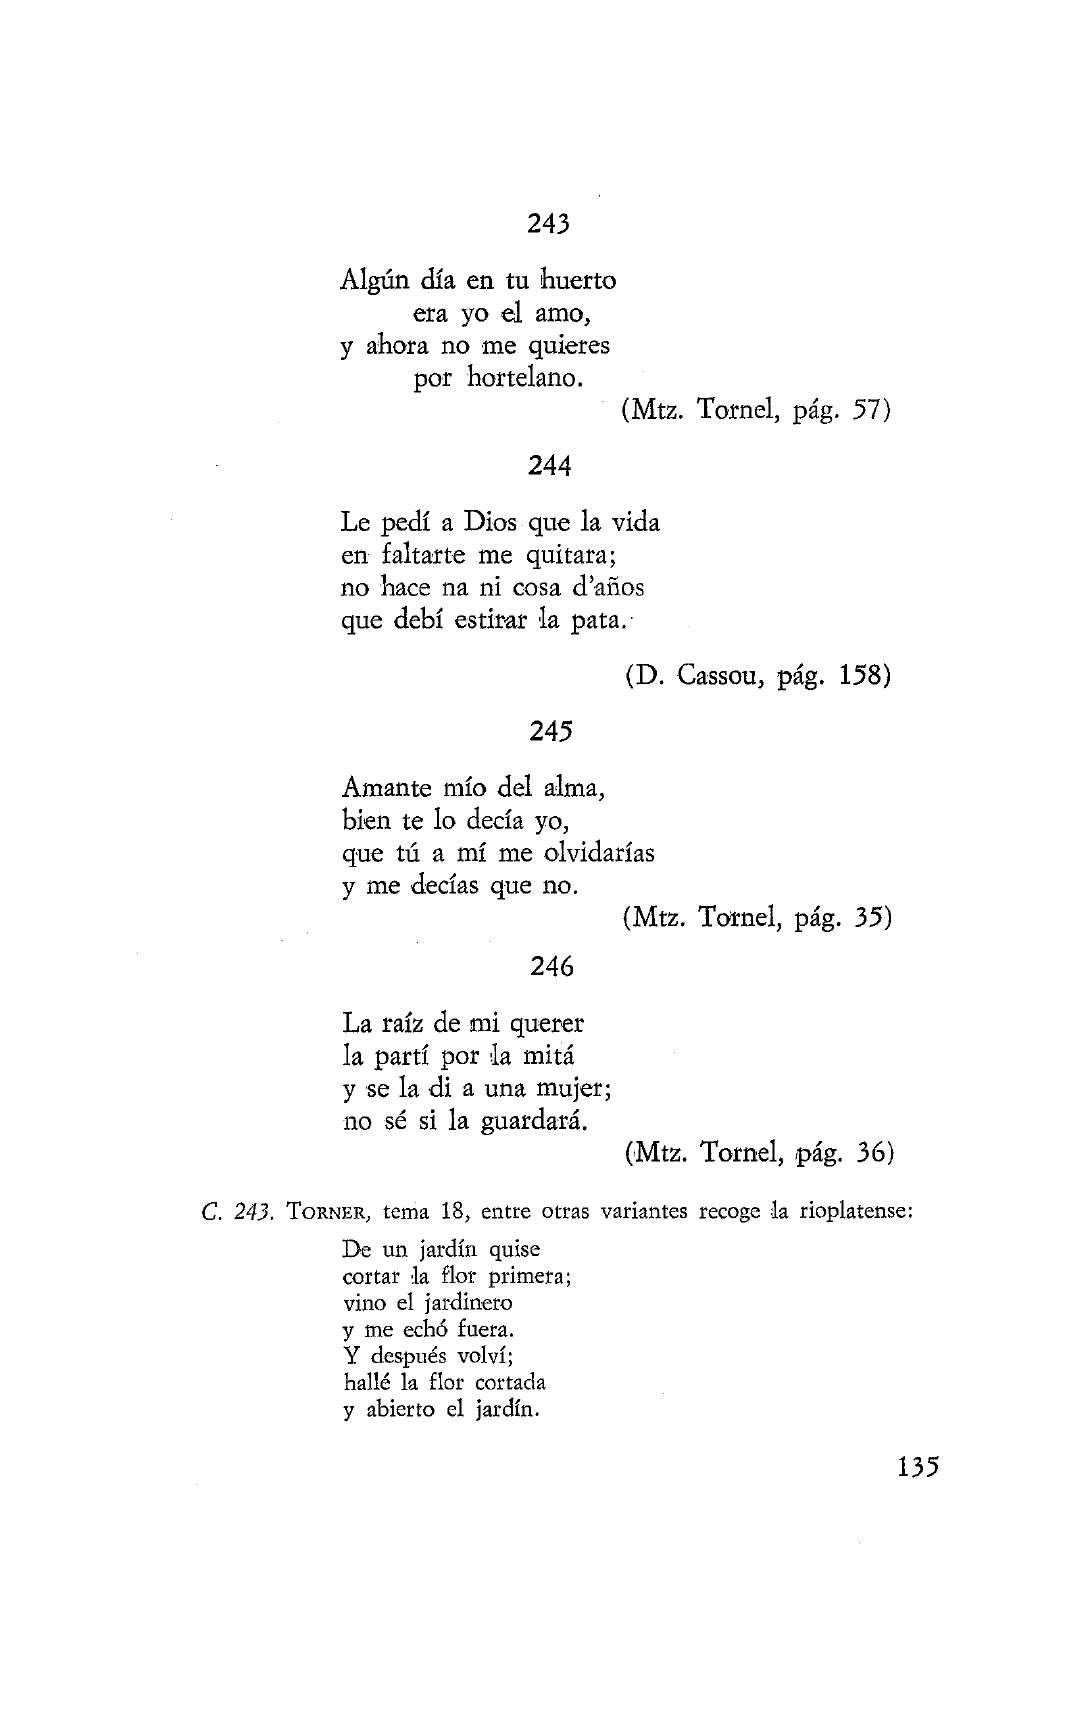 243
Algún día en tu huerto
era yo el amo,
y ahora no me quieres
por hortelano.
(Mtz. Tornel, pág. 57)
244
Le pedí a Dios que la vida
en faltarte me quitara;
no hace na ni cosa d'años
que debí estirar la pata.
(D. Cassou, pág. 158)
245
Amante mío del alma,
bien te lo decía yo,
que tú a mí me olvidarías
y me decías que no.
(Mtz. Tornel, pág. 35)
246
La raíz de mi querer
la partí por la mitá
y se la di a una mujer;
no sé si la guardará.
(Mtz. Tornel, pág. 36)
C. 243. TORNER, tema 18, entre otras variantes recoge la rioplatense:
De un jardín quise
cortar la flor primera;
vino el jardinero
y me echó fuera.
Y después volví;
hallé la flor cortada
y abierto el jardín.
135